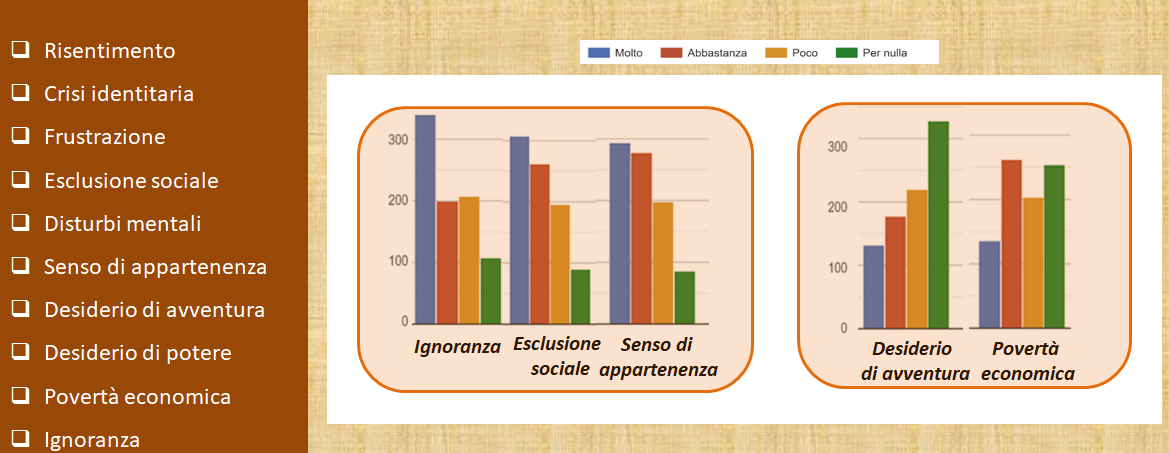 Risentimento
Crisi identitaria
Frustrazione
Esclusione sociale
Disturbi mentali
Senso di appartenenza
Desiderio di avventura
Desiderio di potere
Povertà economica
Ignoranza
Molto Abbastanza Poco Per nulla
300
200
100
0
Ignoranza
Esclusione
sociale
Senso di
appartenenza
300
200
100
0
Desiderio
di avventura
Povertà
economica